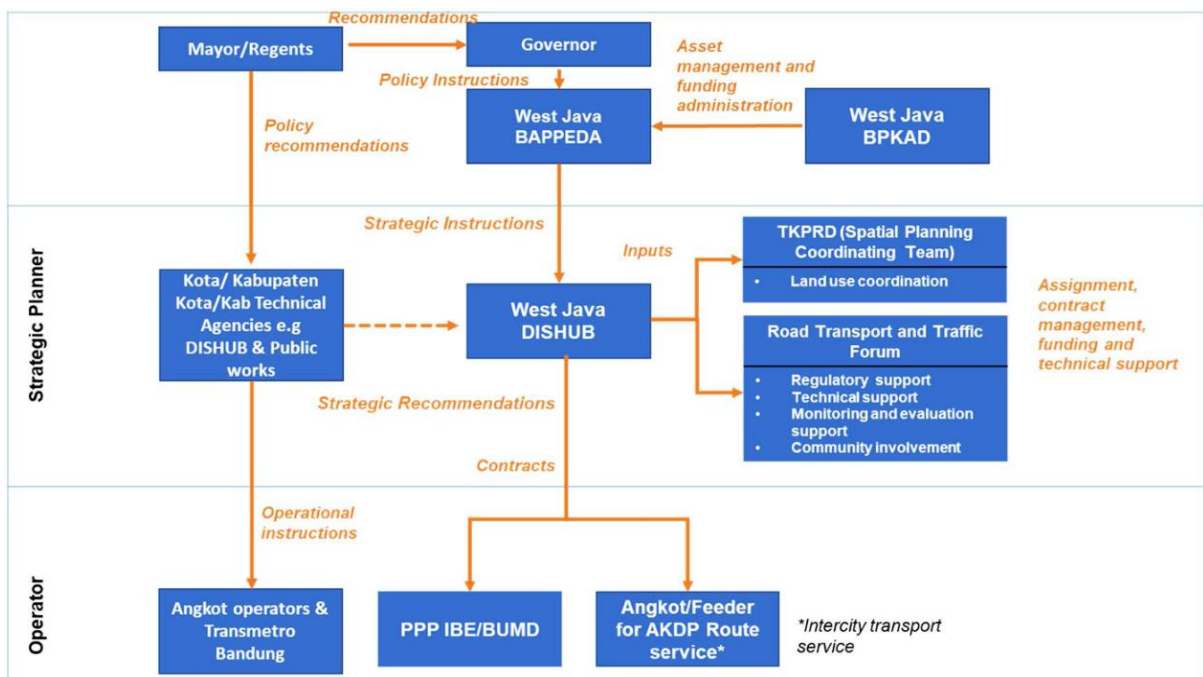 Recommendations
Mayor/Regents
Governor
Asset
management and
funding
administration
Policy Instructions
West Java
BAPPEDA
West Java
BPKAD
Policy
recommendations
Strategic Planner
Strategic Instructions
Inputs
TKPRD (Spatial Planning
Coordinating Team)
• Land use coordination
Kota/ Kabupaten
Kota/Kab Technical
Agencies e.g
DISHUB & Public
works
West Java
DISHUB
Assignment,
contract
management,
funding and
technical support
Road Transport and Traffic
Forum
• Regulatory support
• Technical support
• Monitoring and evaluation
support
• Community involvement
Strategic Recommendations
Contracts
Operator
Operational
instructions
Angkot operators &
Transmetro
Bandung
PPP IBE/BUMD
Angkot/Feeder
for AKDP Route
service*
*Intercity transport
service